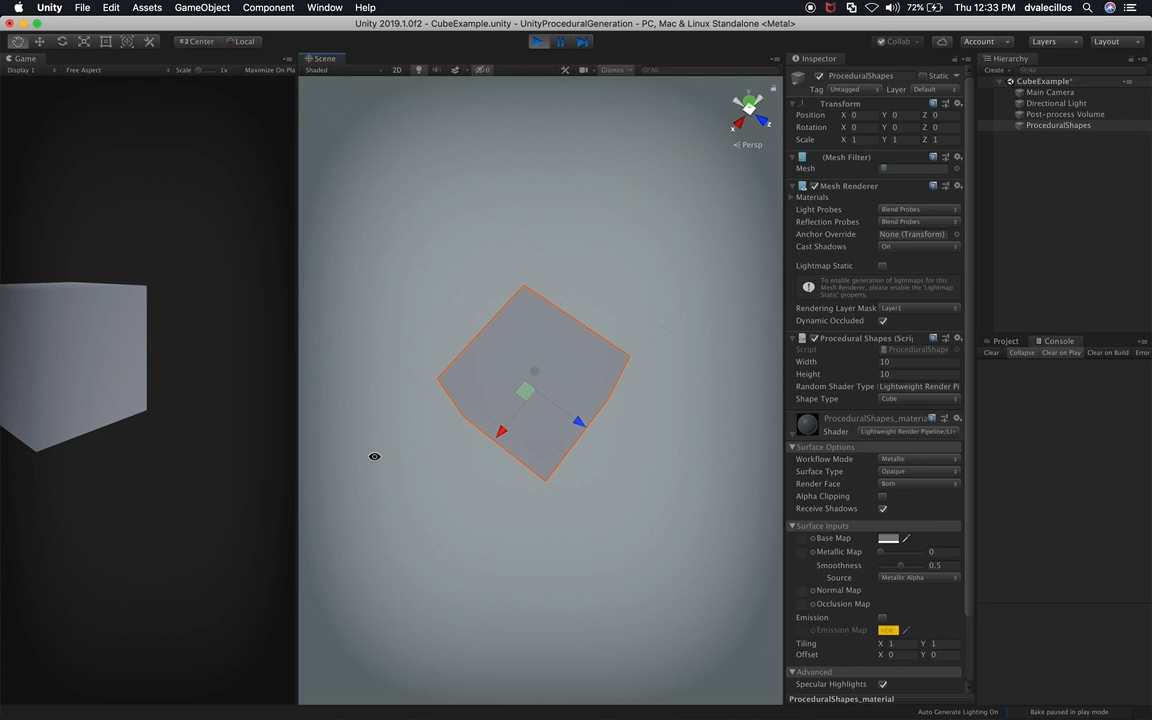 Unity File Edit Assets GameObject Component Window Help 72% Thu 12:33 PM dvalecillos
Unity 2019.1.0f2 - CubeExample.unity - UnityProceduralGeneration - PC, Mac & Linux Standalone <Metal>
Center Local Collab Account Layers Layout
Game Scene Inspector Hierarchy
Display 1 Free Aspect Scale 1x Maximize On Pla Shaded 2D Gizmos All
ProceduralShapes Static
Tag Untagged Layer Default
Create All
CubeExample*
Main Camera
Directional Light
Post-process Volume
ProceduralShapes
y
x
z
Persp
Transform
Position X 0 Y 0 Z 0
Rotation X 0 Y 0 Z 0
Scale X 1 Y 1 Z 1
(Mesh Filter)
Mesh
Mesh Renderer
Materials
Light Probes Blend Probes
Reflection Probes Blend Probes
Anchor Override None (Transform)
Cast Shadows On
Lightmap Static
To enable generation of lightmaps for this
Mesh Renderer, please enable the 'Lightmap
Static' property.
Rendering Layer Mask Layer1
Dynamic Occluded
Procedural Shapes (Scri
Script ProceduralShape
Width 10
Height 10
Random Shader Type Lightweight Render Pi
Shape Type Cube
Project Console
Clear Collapse Clear on Play Clear on Build Error
ProceduralShapes_materia
Shader Lightweight Render Pipeline/Li
Surface Options
Workflow Mode Metallic
Surface Type Opaque
Render Face Both
Alpha Clipping
Receive Shadows
Surface Inputs
Base Map
Metallic Map 0
Smoothness 0.5
Source Metallic Alpha
Normal Map
Occlusion Map
Emission
Emission Map HDR
Tiling X 1 Y 1
Offset X 0 Y 0
Advanced
Specular Highlights
ProceduralShapes_material
Auto Generate Lighting On Bake paused in play mode